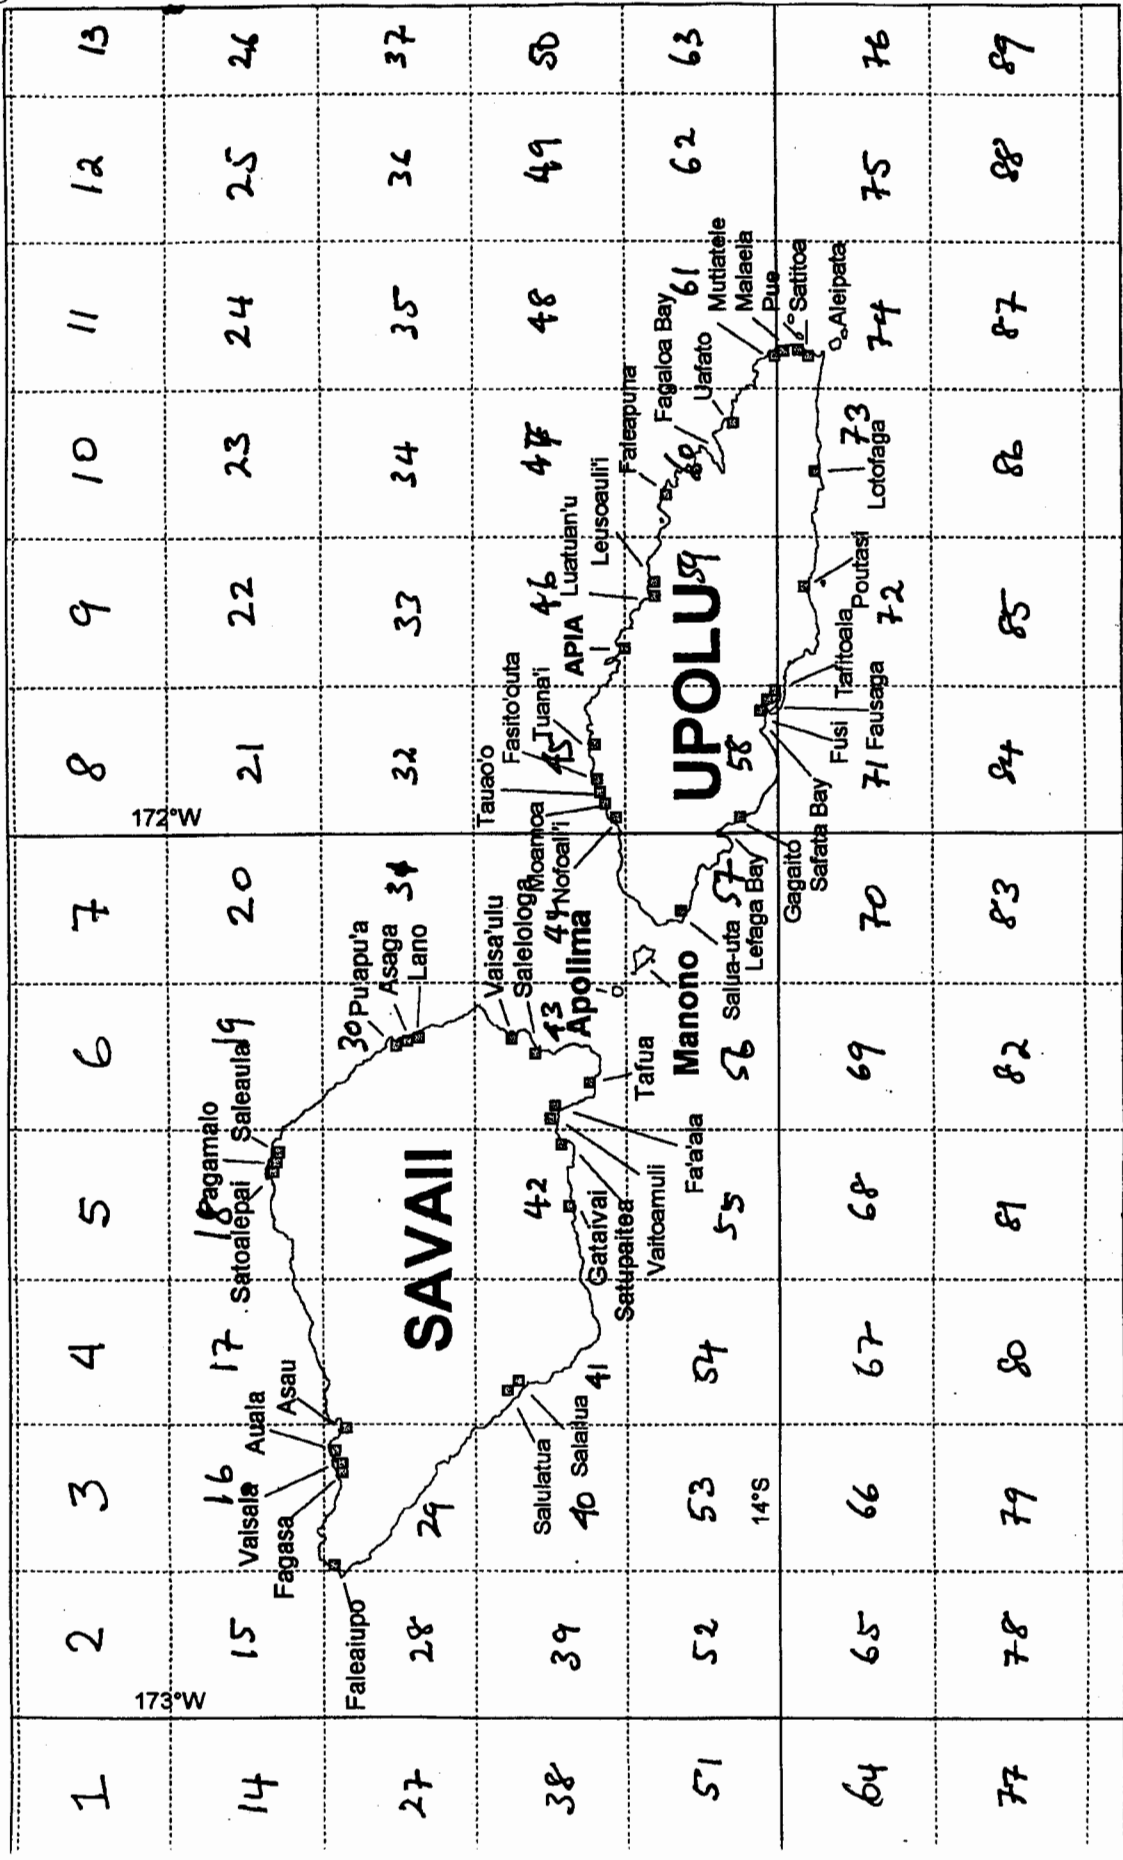 1 2 3 4 5 6 7 8 9 10 11 12 13
173°W
172°W
14 15 16 17 18 19 20 21 22 23 24 25 26
Vaisala
Auala
Asau
Fagasa
Satoalepai
Fagamalo
Saleaula
27 28 29 30 31 32 33 34 35 36 37
Faleaiupo
SAVAII
Pu'apu'a
Asaga
Lano
38 39 40 41 42 43 44 45 46 47 48 49 50
Salulatua
Salailua
Gataivai
Satupaitea
Vaitoamuli
Fa'a'ala
Tafua
Vaisa'ulu
Salelologa
Apolima
Moamoa
Nofoali'i
Tauao'o
Fasito'outa
Tuana'i
APIA
Luatuan'u
Leusoauli'i
Faleapuna
Fagaloa Bay
Uafato
Mutiatele
Malaela
Pue
Satitoa
Aleipata
51 52 53 54 55 56 57 58 59 60 61 62 63
14°S
Manono
Salua-uta
Lefaga Bay
UPOLU
Gagaito
Safata Bay
Fusi
Fausaga
Tafitoala
Poutasi
Lotofaga
64 65 66 67 68 69 70 71 72 73 74 75 76
77 78 79 80 81 82 83 84 85 86 87 88 89